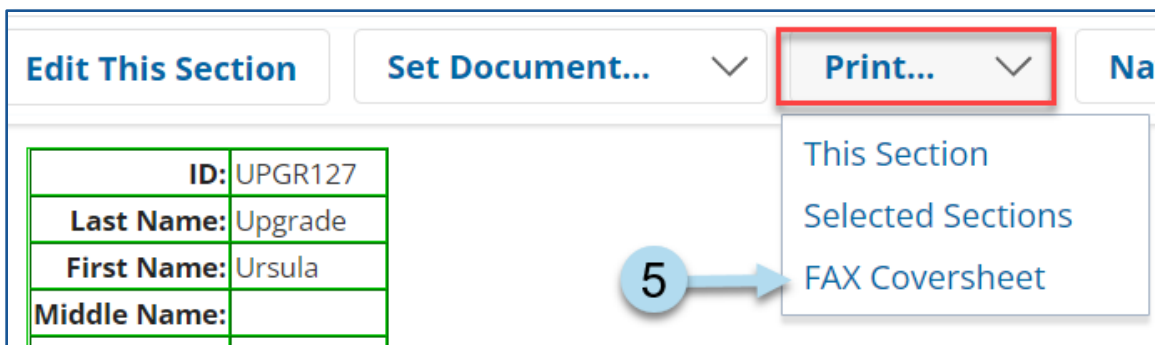 Edit This Section
Set Document...
Print...
Na
This Section
Selected Sections
FAX Coversheet
5
ID: UPGR127
Last Name: Upgrade
First Name: Ursula
Middle Name: